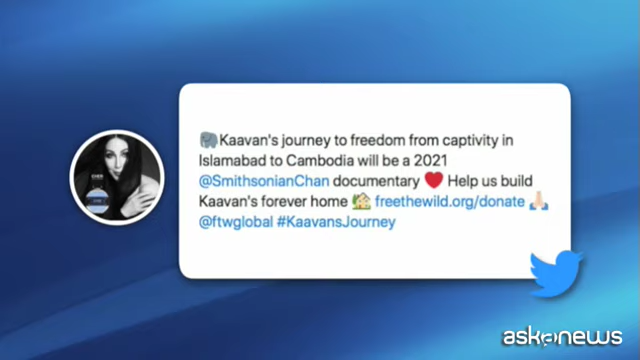 🐘Kaavan's journey to freedom from captivity in
Islamabad to Cambodia will be a 2021
@SmithsonianChan documentary ❤️ Help us build
Kaavan's forever home 🏡 freethewild.org/donate 🙏🏻
@ftwglobal #KaavansJourney
askanews